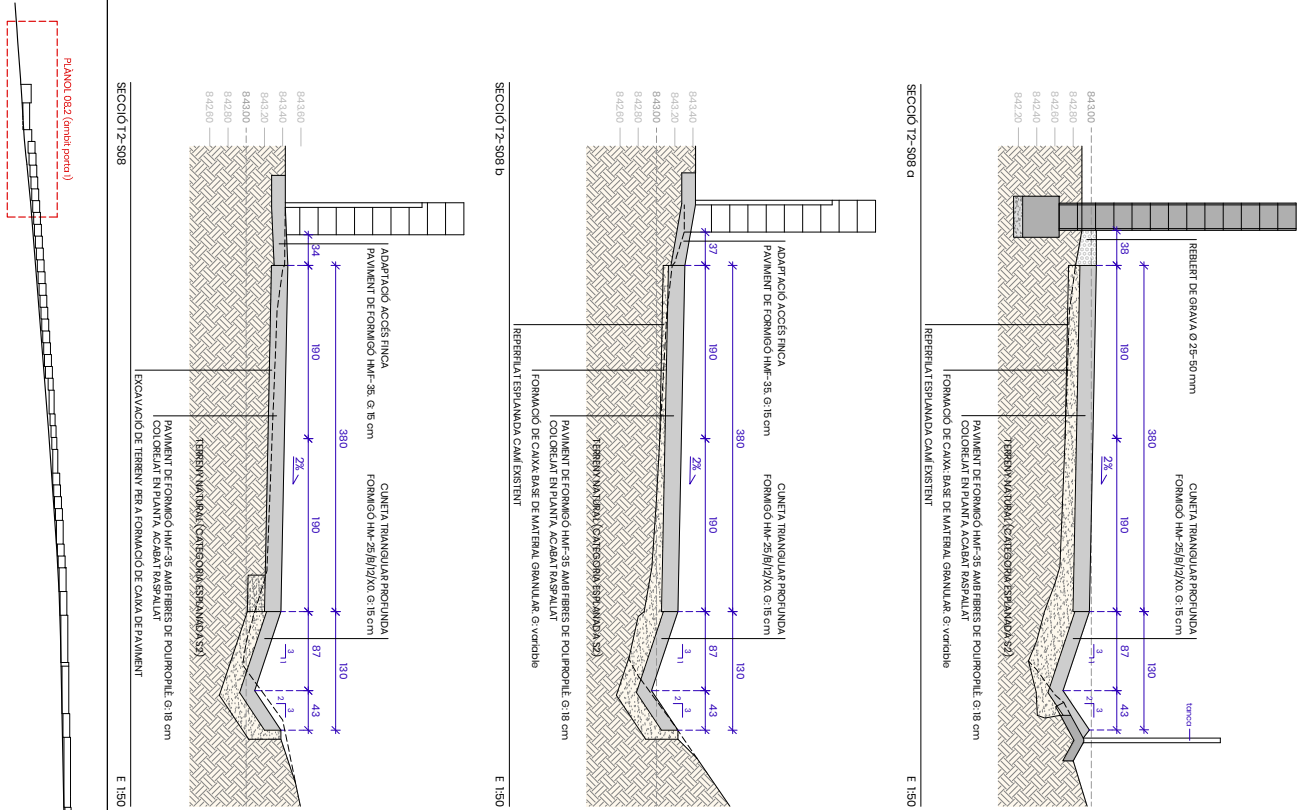 PLÀNOL 08.2 (àmbit porta 1)
843.60
843.40
843.20
843.00
842.80
842.60
34
190
190
380
87
43
130
2%
3
11
2
3
ADAPTACIÓ ACCÉS FINCA
PAVIMENT DE FORMIGÓ HMF-35. G: 15 cm
CUNETA TRIANGULAR PROFUNDA
FORMIGÓ HM-25/B/12/X0. G:15 cm
TERRENY NATURAL (CATEGORIA ESPLANADA S2)
PAVIMENT DE FORMIGÓ HMF-35 AMB FIBRES DE POLIPROPILÈ. G:18 cm
COLOREJAT EN PLANTA, ACABAT RASPALLAT
EXCAVACIÓ DE TERRENY PER A FORMACIÓ DE CAIXA DE PAVIMENT
SECCIÓ T2-S08
E 1:50
843.40
843.20
843.00
842.80
842.60
37
190
190
380
87
43
130
2%
3
11
2
3
ADAPTACIÓ ACCÉS FINCA
PAVIMENT DE FORMIGÓ HMF-35. G:15 cm
CUNETA TRIANGULAR PROFUNDA
FORMIGÓ HM-25/B/12/X0. G:15 cm
TERRENY NATURAL (CATEGORIA ESPLANADA S2)
PAVIMENT DE FORMIGÓ HMF-35 AMB FIBRES DE POLIPROPILÈ. G:18 cm
COLOREJAT EN PLANTA, ACABAT RASPALLAT
FORMACIÓ DE CAIXA: BASE DE MATERIAL GRANULAR. G: variable
REPERFILAT ESPLANADA CAMÍ EXISTENT
SECCIÓ T2-S08 b
E 1:50
843.00
842.80
842.60
842.40
842.20
38
190
190
380
87
43
130
2%
3
11
2
3
REBLERT DE GRAVA Ø 25-50 mm
CUNETA TRIANGULAR PROFUNDA
FORMIGÓ HM-25/B/12/X0. G:15 cm
tanca
TERRENY NATURAL (CATEGORIA ESPLANADA S2)
PAVIMENT DE FORMIGÓ HMF-35 AMB FIBRES DE POLIPROPILÈ. G:18 cm
COLOREJAT EN PLANTA, ACABAT RASPALLAT
FORMACIÓ DE CAIXA: BASE DE MATERIAL GRANULAR. G: variable
REPERFILAT ESPLANADA CAMÍ EXISTENT
SECCIÓ T2-S08 a
E 1:50